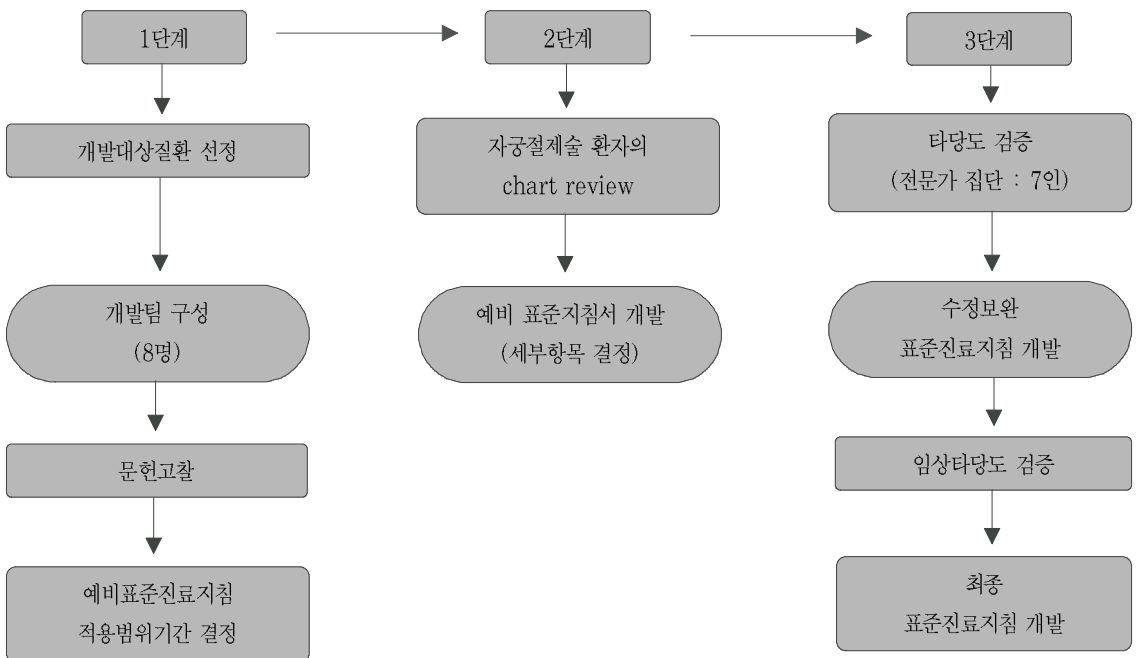 1단계
개발대상질환 선정
개발팀 구성
(8명)
문헌고찰
예비표준진료지침
적용범위기간 결정
2단계
자궁절제술 환자의
chart review
예비 표준지침서 개발
(세부항목 결정)
3단계
타당도 검증
(전문가 집단 : 7인)
수정보완
표준진료지침 개발
임상타당도 검증
최종
표준진료지침 개발